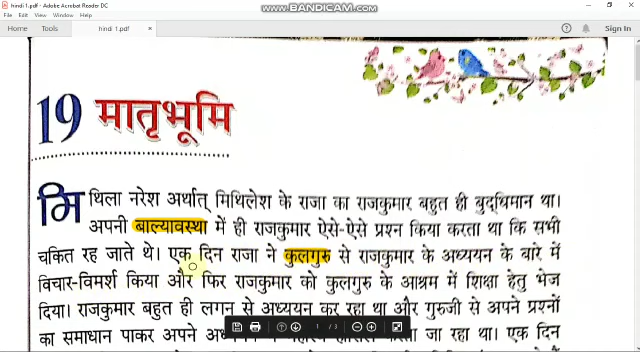 hindi 1.pdf - Adobe Acrobat Reader DC
WWW.BANDICAM.COM
File Edit View Window Help
Home Tools hindi 1.pdf × Sign In
19 मातृभूमि
मिथिला नरेश अर्थात् मिथिलेश के राजा का राजकुमार बहुत ही बुद्धिमान था।
अपनी बाल्यावस्था में ही राजकुमार ऐसे-ऐसे प्रश्न किया करता था कि सभी
चकित रह जाते थे। एक दिन राजा ने कुलगुरु से राजकुमार के अध्ययन के बारे में
विचार-विमर्श किया और फिर राजकुमार को कुलगुरु के आश्रम में शिक्षा हेतु भेज
दिया। राजकुमार बहुत ही लगन से अध्ययन कर रहा था और गुरुजी से अपने प्रश्नों
का समाधान पाकर अपने जा रहा था। एक दिन
1 / 3